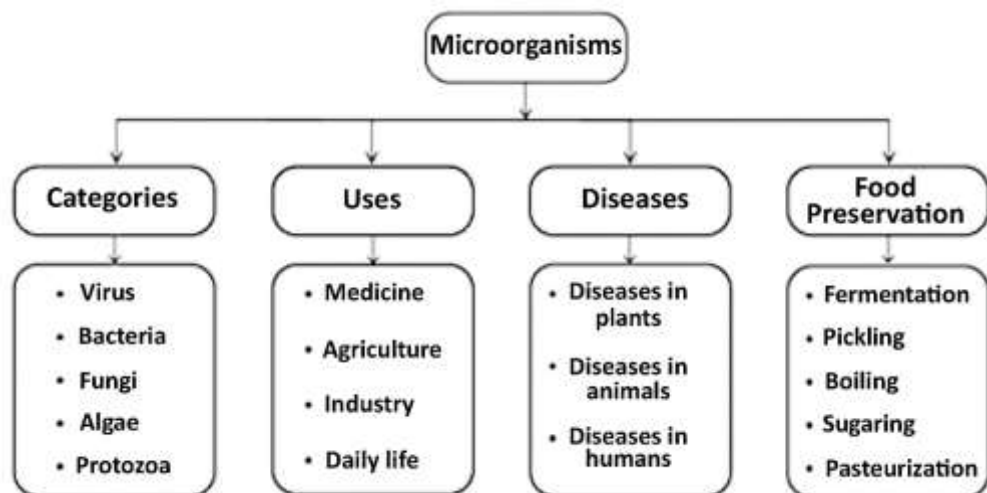 Microorganisms
Categories
Uses
Diseases
Food
Preservation
• Virus
• Bacteria
• Fungi
• Algae
• Protozoa
• Medicine
• Agriculture
• Industry
• Daily life
• Diseases in
plants
• Diseases in
animals
• Diseases in
humans
• Fermentation
• Pickling
• Boiling
• Sugaring
• Pasteurization